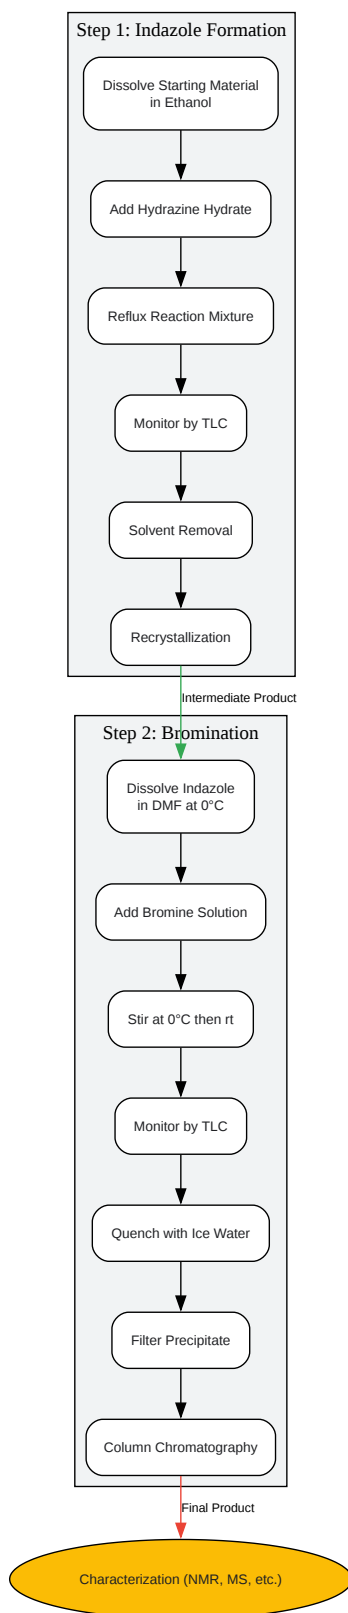 Step 1: Indazole Formation
Dissolve Starting Material
in Ethanol
Add Hydrazine Hydrate
Reflux Reaction Mixture
Monitor by TLC
Solvent Removal
Recrystallization
Intermediate Product
Step 2: Bromination
Dissolve Indazole
in DMF at 0°C
Add Bromine Solution
Stir at 0°C then rt
Monitor by TLC
Quench with Ice Water
Filter Precipitate
Column Chromatography
Final Product
Characterization (NMR, MS, etc.)